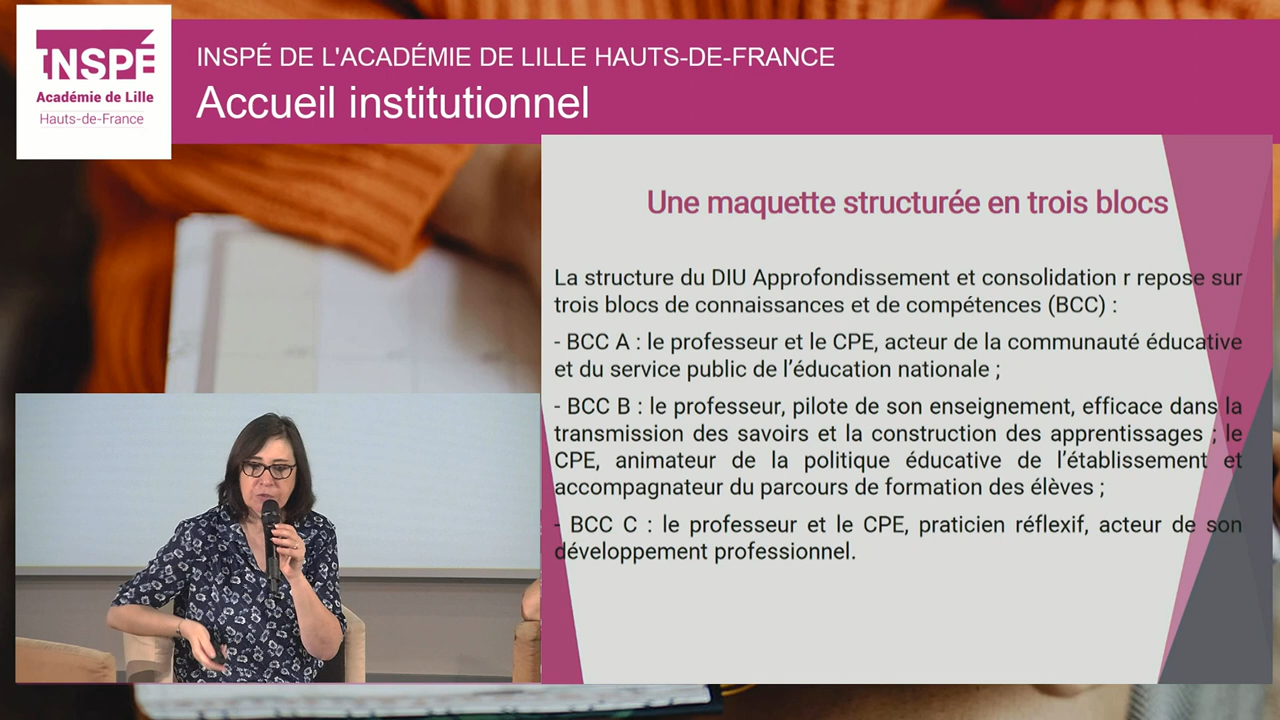 INSPÉ
Académie de Lille
Hauts-de-France
INSPÉ DE L'ACADÉMIE DE LILLE HAUTS-DE-FRANCE
Accueil institutionnel
Une maquette structurée en trois blocs
La structure du DIU Approfondissement et consolidation r repose sur
trois blocs de connaissances et de compétences (BCC) :
- BCC A : le professeur et le CPE, acteur de la communauté éducative
et du service public de l’éducation nationale ;
- BCC B : le professeur, pilote de son enseignement, efficace dans la
transmission des savoirs et la construction des apprentissages ; le
CPE, animateur de la politique éducative de l’établissement et
accompagnateur du parcours de formation des élèves ;
- BCC C : le professeur et le CPE, praticien réflexif, acteur de son
développement professionnel.